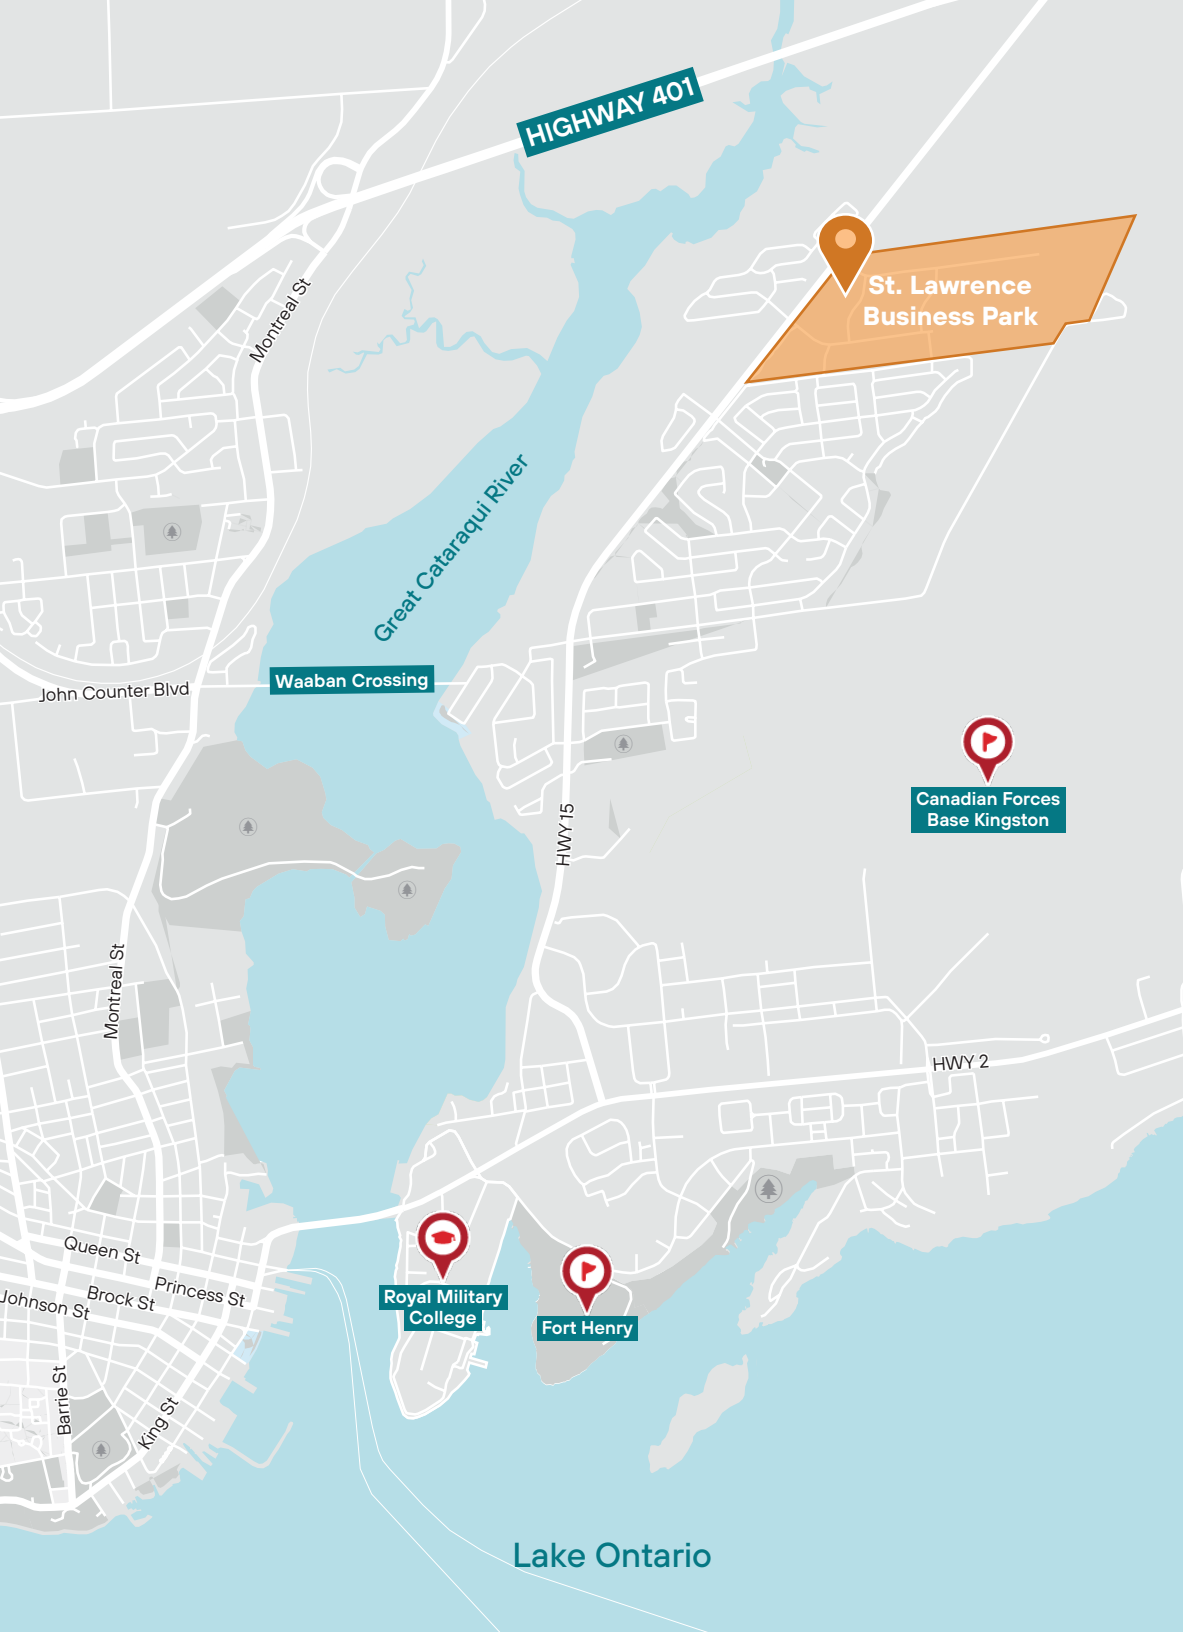 HIGHWAY 401
St. Lawrence
Business Park
Montreal St
Great Cataraqui River
Waaban Crossing
John Counter Blvd
Canadian Forces
Base Kingston
HWY 15
Montreal St
HWY 2
Queen St
Princess St
Brock St
Johnson St
Royal Military
College
Fort Henry
Barrie St
King St
Lake Ontario